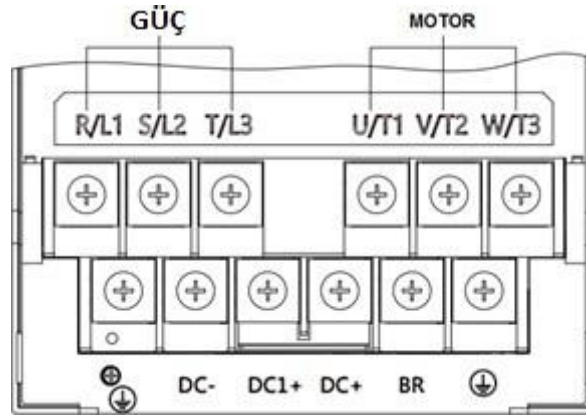 GÜÇ MOTOR
R/L1 S/L2 T/L3 U/T1 V/T2 W/T3
DC- DC1+ DC+ BR